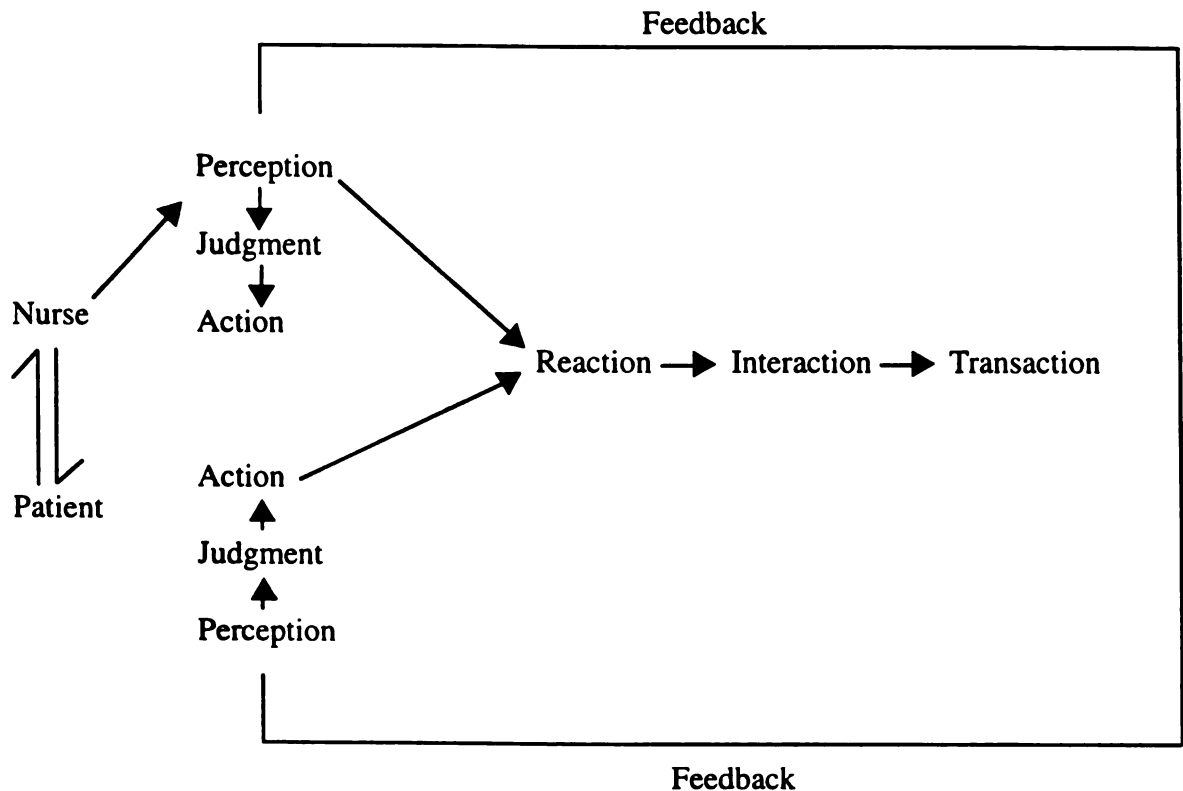 Feedback
Perception
Judgment
Action
Nurse
Reaction
Interaction
Transaction
Action
Patient
Judgment
Perception
Feedback